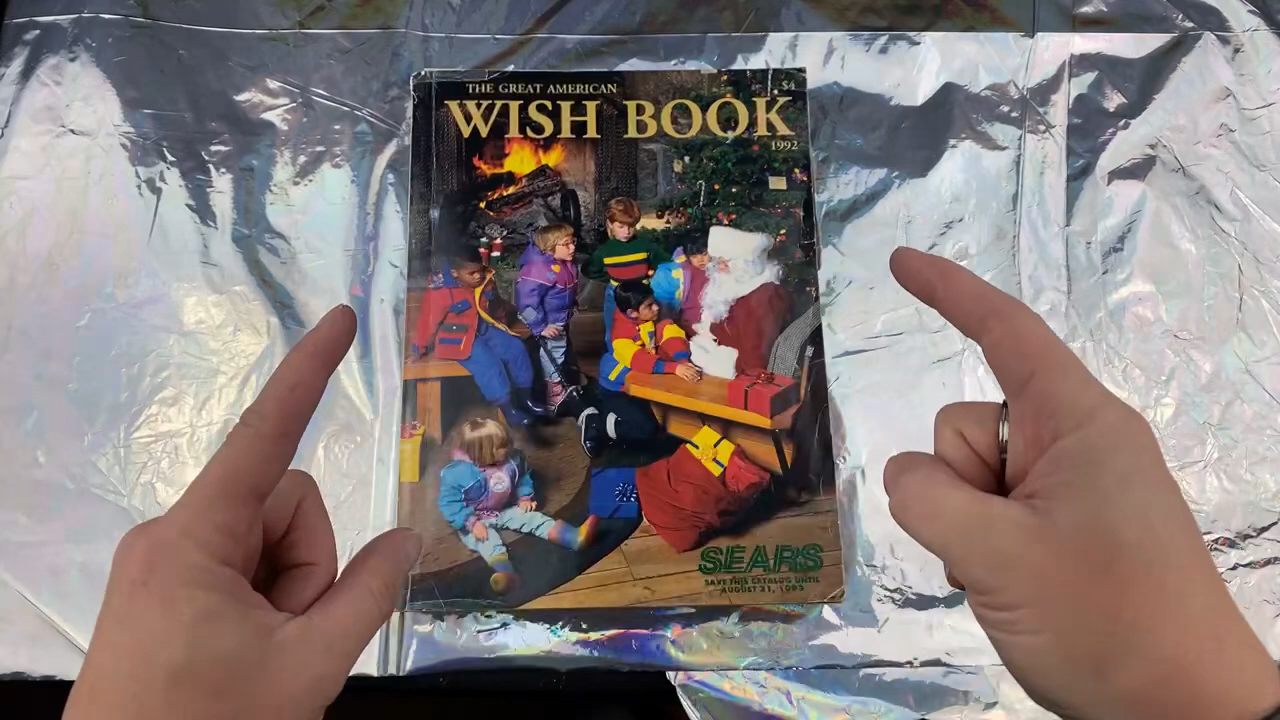 THE GREAT AMERICAN
$4
WISH BOOK
1992
SEARS
SAVE THIS CATALOG UNTIL
AUGUST 21, 1993